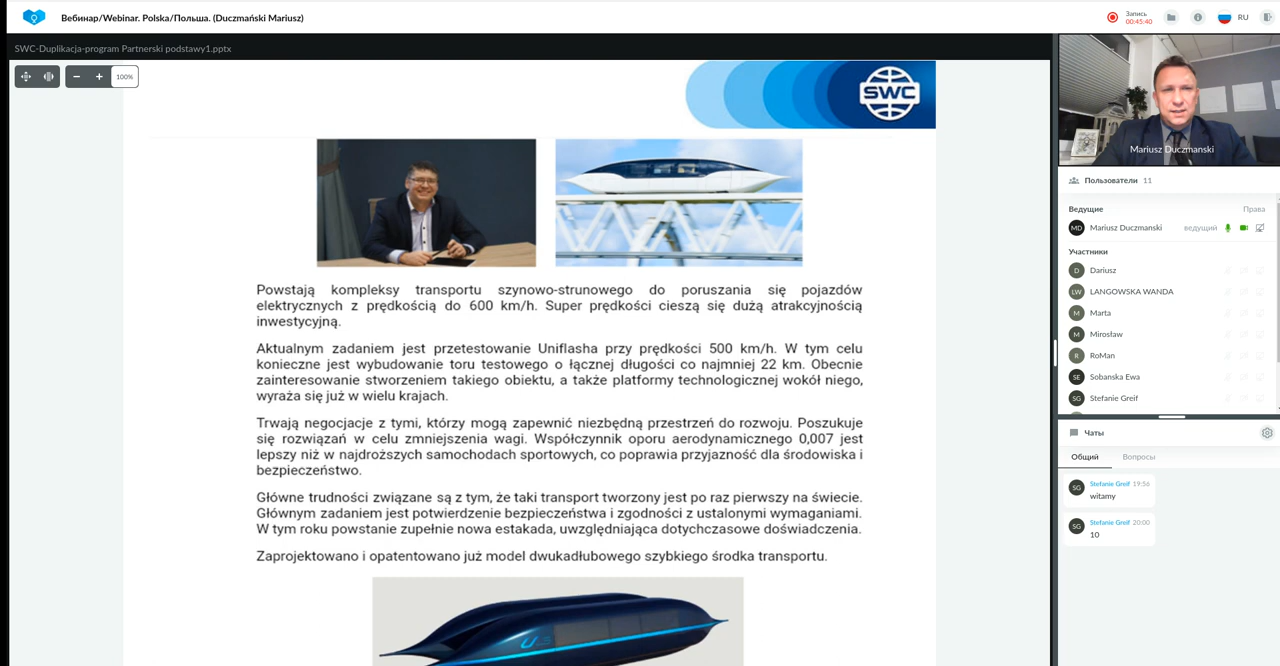 Вебинар/Webinar. Polska/Польша. (Duczmański Mariusz)
Запись
00:45:40
RU
SWC-Duplikacja-program Partnerski podstawy1.pptx
100%
SWC
Powstają kompleksy transportu szynowo-strunowego do poruszania się pojazdów
elektrycznych z prędkością do 600 km/h. Super prędkości cieszą się dużą atrakcyjnością
inwestycyjną.
Aktualnym zadaniem jest przetestowanie Uniflasha przy prędkości 500 km/h. W tym celu
konieczne jest wybudowanie toru testowego o łącznej długości co najmniej 22 km. Obecnie
zainteresowanie stworzeniem takiego obiektu, a także platformy technologicznej wokół niego,
wyraża się już w wielu krajach.
Trwają negocjacje z tymi, którzy mogą zapewnić niezbędną przestrzeń do rozwoju. Poszukuje
się rozwiązań w celu zmniejszenia wagi. Współczynnik oporu aerodynamicznego 0,007 jest
lepszy niż w najdroższych samochodach sportowych, co poprawia przyjazność dla środowiska i
bezpieczeństwo.
Główne trudności związane są z tym, że taki transport tworzony jest po raz pierwszy na świecie.
Głównym zadaniem jest potwierdzenie bezpieczeństwa i zgodności z ustalonymi wymaganiami.
W tym roku powstanie zupełnie nowa estakada, uwzględniająca dotychczasowe doświadczenia.
Zaprojektowano i opatentowano już model dwukadłubowego szybkiego środka transportu.
Mariusz Duczmanski
Пользователи 11
Ведущие Права
MD Mariusz Duczmanski ведущий
Участники
D Dariusz
LW LANGOWSKA WANDA
M Marta
M Mirosław
R RoMan
SE Sobanska Ewa
SG Stefanie Greif
Чаты
Общий Вопросы
SG Stefanie Greif 19:56
witamy
SG Stefanie Greif 20:00
10